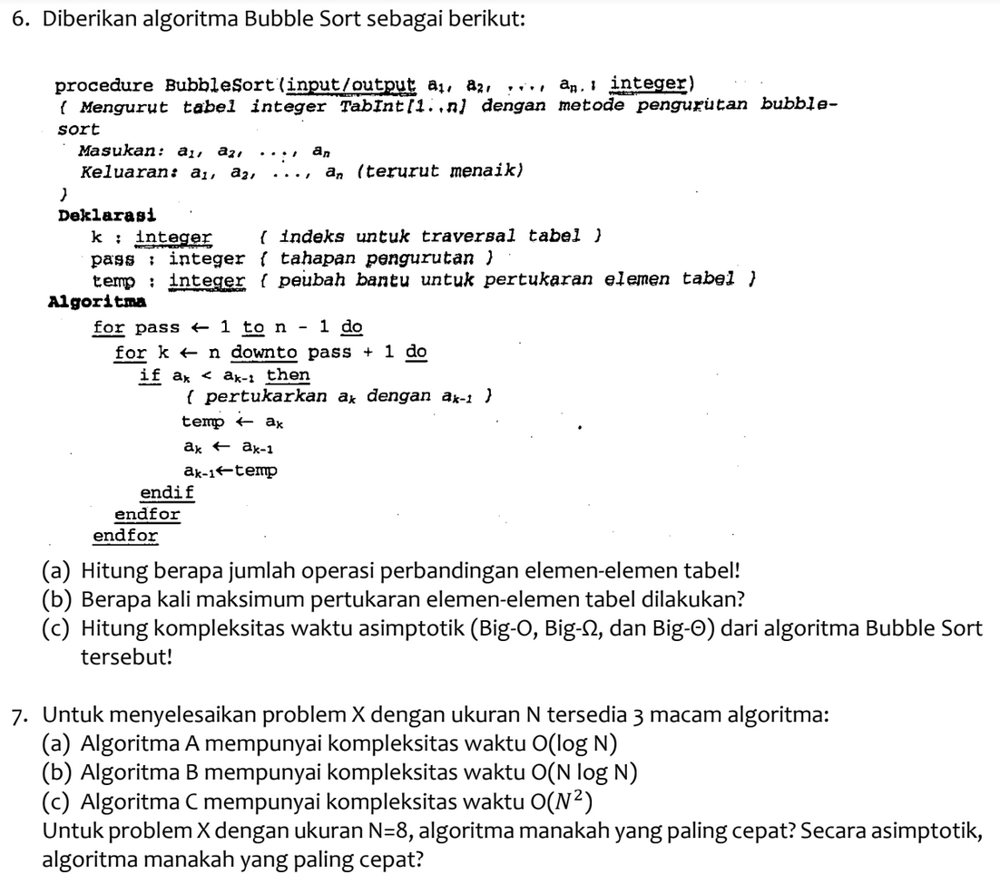 6. Diberikan algoritma Bubble Sort sebagai berikut:
procedure BubbleSort(input/output a₁, a₂, ..., aₙ : integer)
{ Mengurut tabel integer TabInt[1..n] dengan metode pengurutan bubble-
sort
Masukan: a₁, a₂, ..., aₙ
Keluaran: a₁, a₂, ..., aₙ (terurut menaik)
}
Deklarasi
k : integer { indeks untuk traversal tabel }
pass : integer { tahapan pengurutan }
temp : integer { peubah bantu untuk pertukaran elemen tabel }
Algoritma
for pass ← 1 to n - 1 do
for k ← n downto pass + 1 do
if aₖ < aₖ₋₁ then
{ pertukarkan aₖ dengan aₖ₋₁ }
temp ← aₖ
aₖ ← aₖ₋₁
aₖ₋₁←temp
endif
endfor
endfor
(a) Hitung berapa jumlah operasi perbandingan elemen-elemen tabel!
(b) Berapa kali maksimum pertukaran elemen-elemen tabel dilakukan?
(c) Hitung kompleksitas waktu asimptotik (Big-O, Big-Ω, dan Big-Θ) dari algoritma Bubble Sort
tersebut!
7. Untuk menyelesaikan problem X dengan ukuran N tersedia 3 macam algoritma:
(a) Algoritma A mempunyai kompleksitas waktu O(log N)
(b) Algoritma B mempunyai kompleksitas waktu O(N log N)
(c) Algoritma C mempunyai kompleksitas waktu O(N²)
Untuk problem X dengan ukuran N=8, algoritma manakah yang paling cepat? Secara asimptotik,
algoritma manakah yang paling cepat?